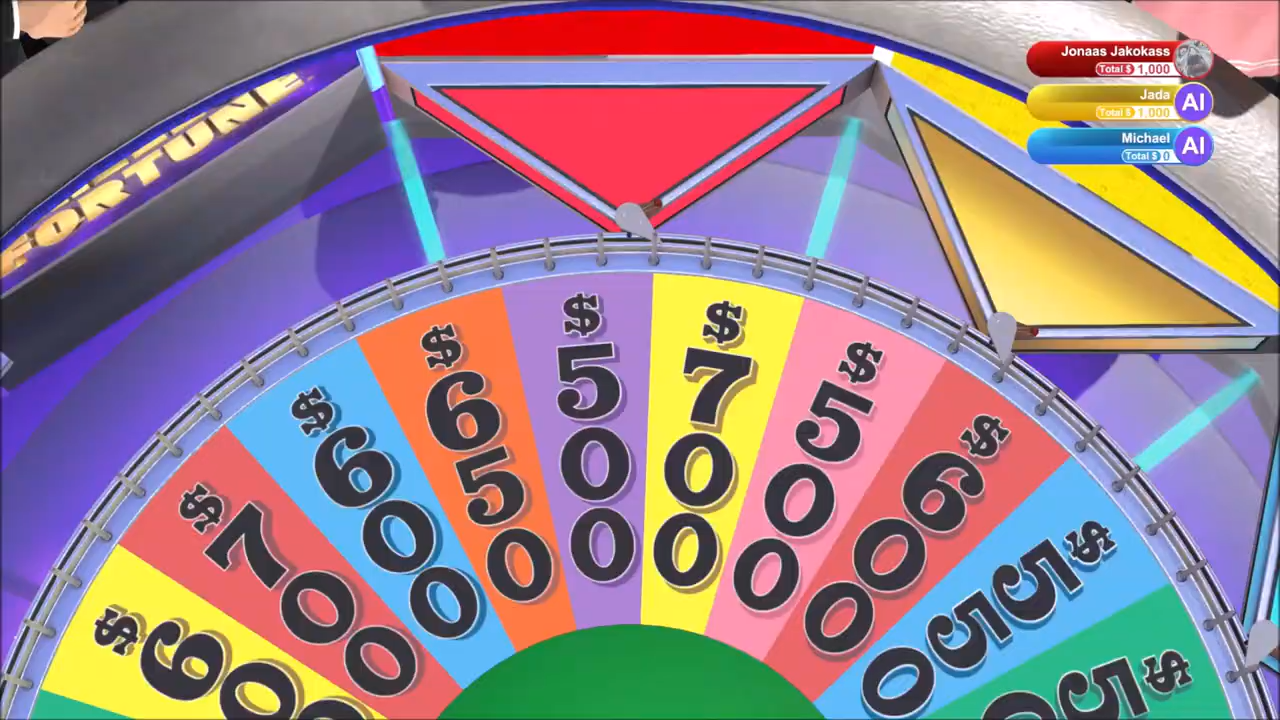 FORTUNE
Jonaas Jakokass
Total $ 1,000
Jada
AI
Total $ 1,000
Michael
AI
Total $ 0
$600
$700
$600
$650
$500
$700
$500
$600
$550